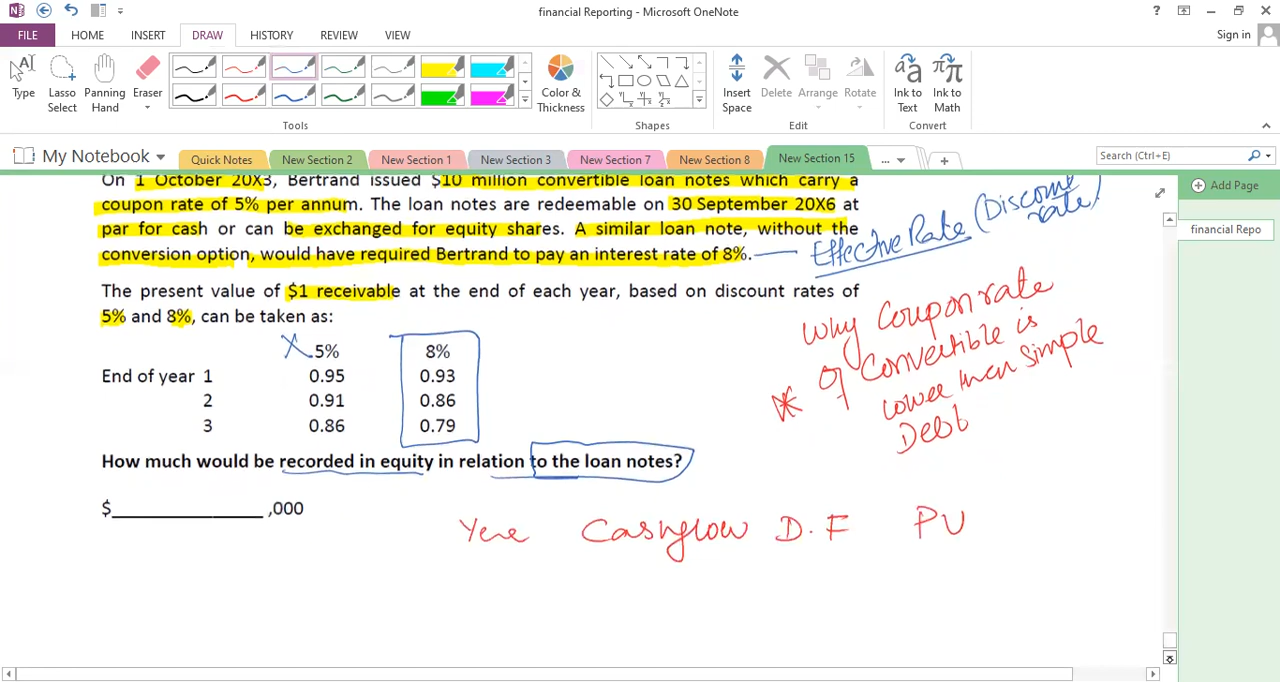 financial Reporting - Microsoft OneNote
Sign in
FILE HOME INSERT DRAW HISTORY REVIEW VIEW
Type
Lasso Select
Panning Hand
Eraser
Color & Thickness
Insert Space
Delete
Arrange
Rotate
Ink to Text
Ink to Math
Tools
Shapes
Edit
Convert
My Notebook
Quick Notes
New Section 2
New Section 1
New Section 3
New Section 7
New Section 8
New Section 15
...
Search (Ctrl+E)
Add Page
financial Repo
On 1 October 20X3, Bertrand issued $10 million convertible loan notes which carry a
coupon rate of 5% per annum. The loan notes are redeemable on 30 September 20X6 at
par for cash or can be exchanged for equity shares. A similar loan note, without the
conversion option, would have required Bertrand to pay an interest rate of 8%.
Effective Rate (Discount rate)
The present value of $1 receivable at the end of each year, based on discount rates of
5% and 8%, can be taken as:
5% 8%
End of year 1 0.95 0.93
2 0.91 0.86
3 0.86 0.79
Why Coupon rate
of Convertible is
lower than simple
Debt
How much would be recorded in equity in relation to the loan notes?
$________________ ,000
Cashflow D.F PV